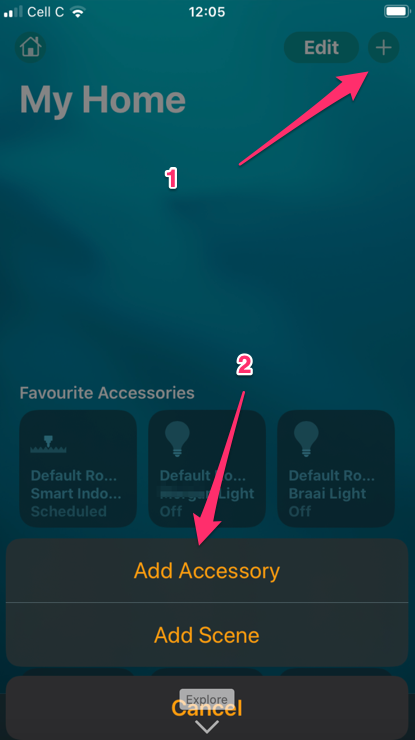 Cell C
12:05
Edit
My Home
1
2
Favourite Accessories
Default Ro...
Smart Indo...
Scheduled
Default Ro...
Light
Off
Default Ro...
Braai Light
Off
Add Accessory
Add Scene
Explore
Cancel